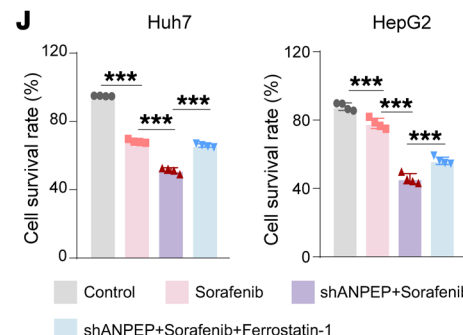 J
Huh7
HepG2
Cell survival rate (%)
120
80
40
0
***
***
***
Cell survival rate (%)
120
80
40
0
***
***
***
Control
Sorafenib
shANPEP+Sorafenib
shANPEP+Sorafenib+Ferrostatin-1